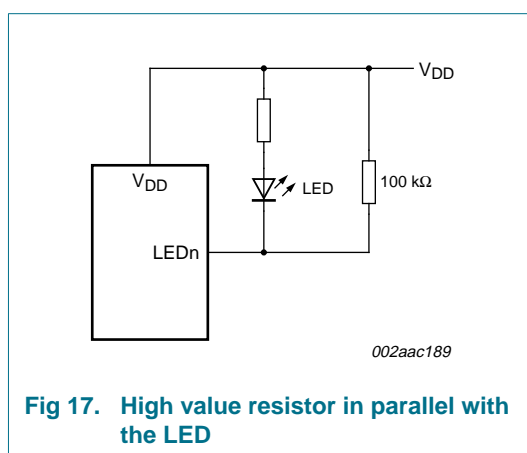 VDD
VDD
LED
100 kΩ
LEDn
002aac189
Fig 17. High value resistor in parallel with
the LED